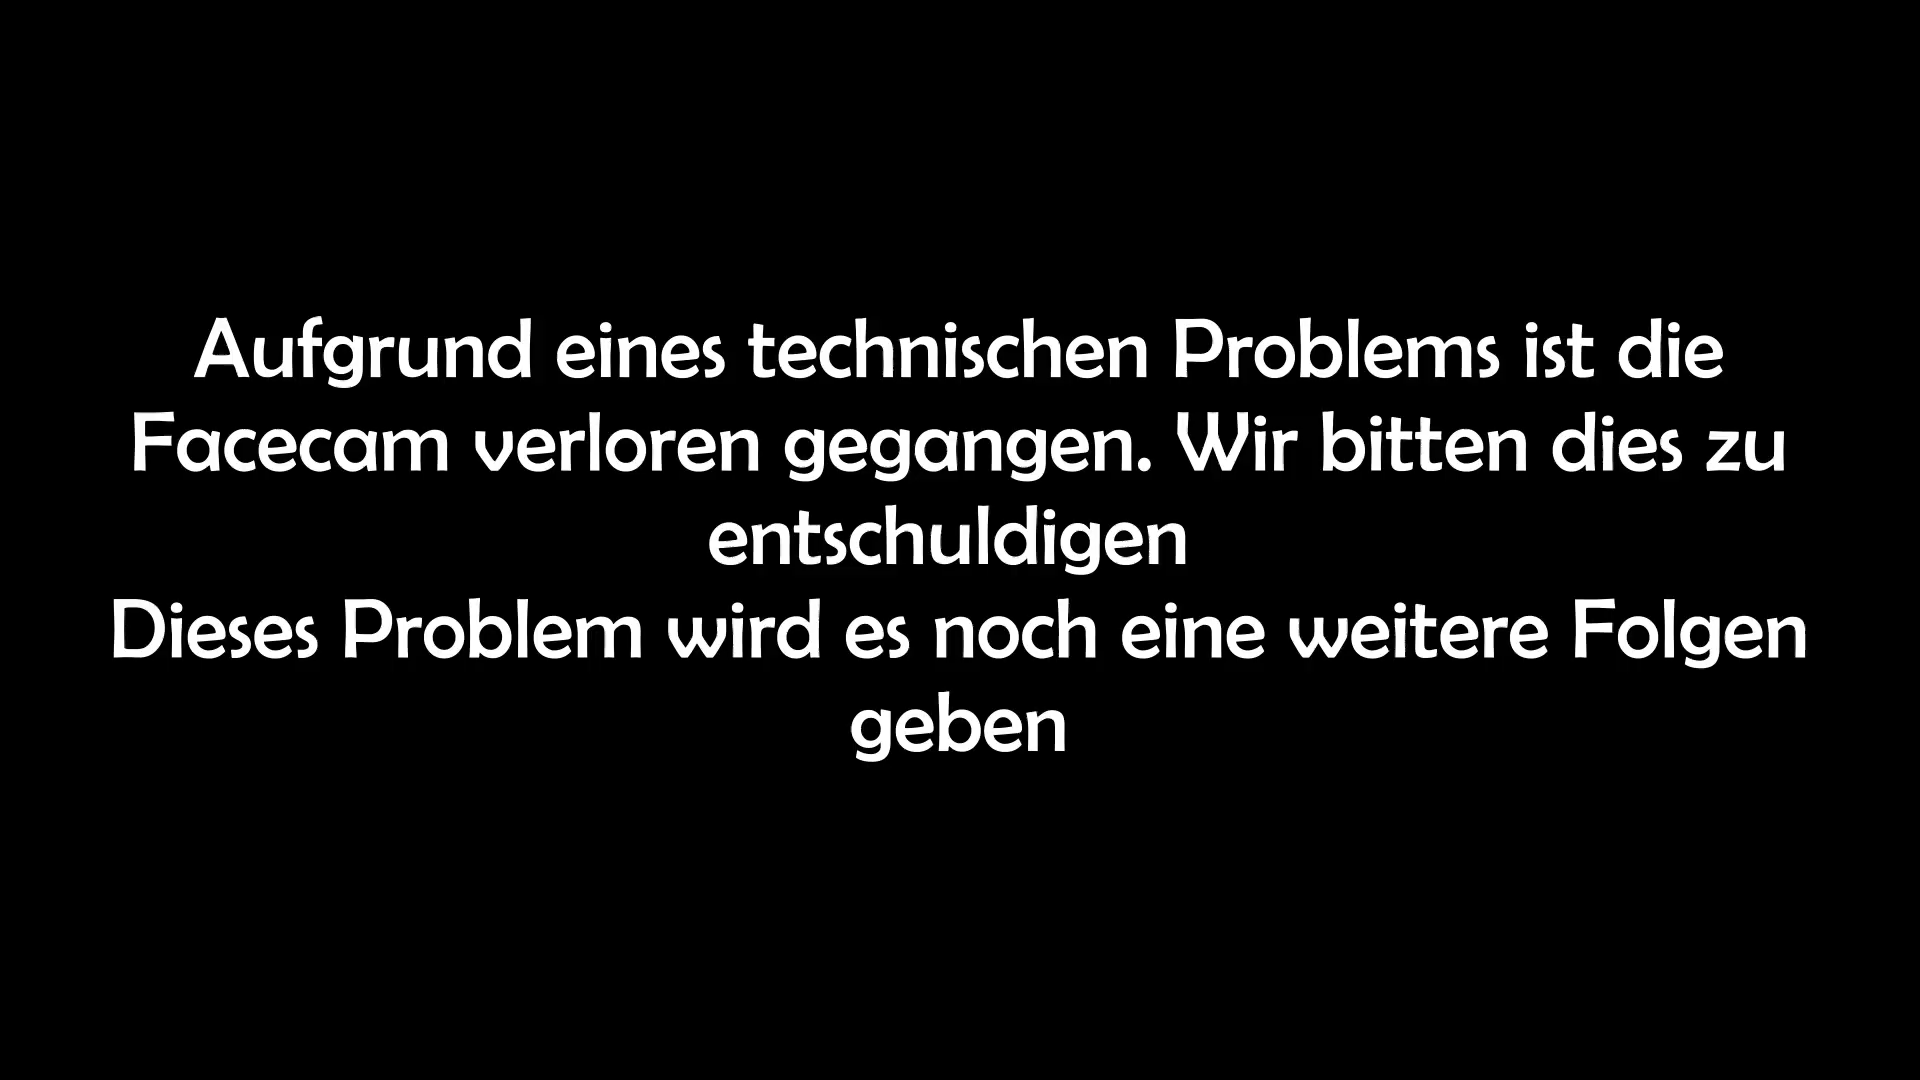 Aufgrund eines technischen Problems ist die
Facecam verloren gegangen. Wir bitten dies zu
entschuldigen
Dieses Problem wird es noch eine weitere Folgen
geben